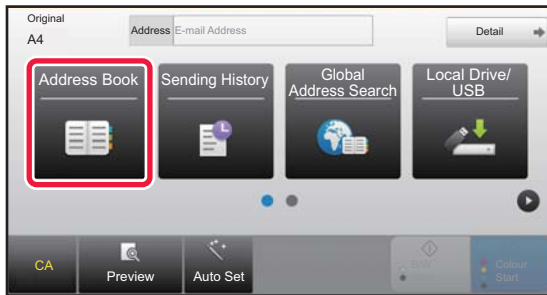 Original
A4
Address E-mail Address
Detail
Address Book
Sending History
Global
Address Search
Local Drive/
USB
CA
Preview
Auto Set
B/W
Start
Colour
Start